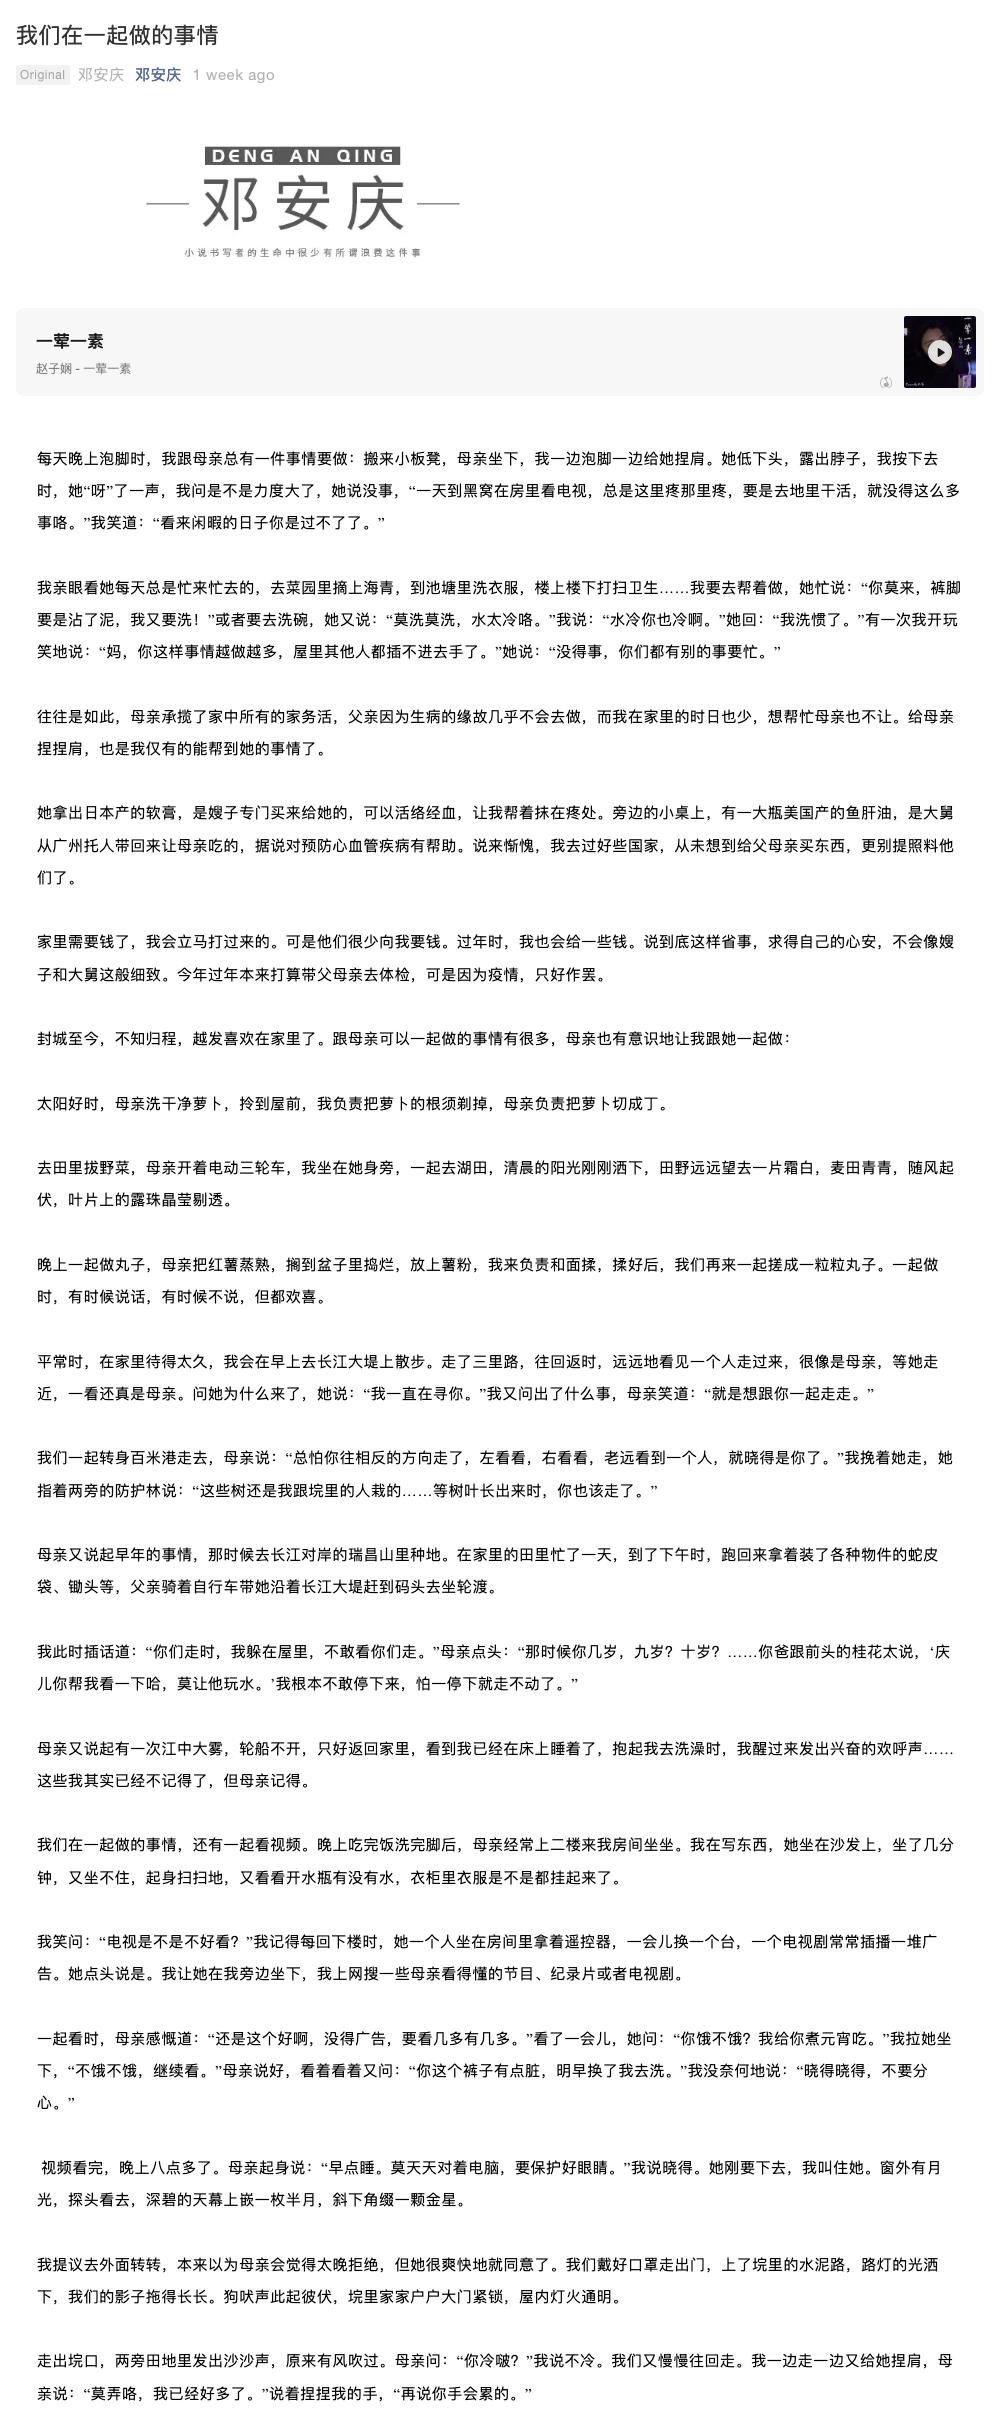 我们在一起做的事情
Original 邓安庆 邓安庆 1 week ago
DENG AN QING
邓安庆
小说书写者的生命中很少有所谓浪费这件事
一荤一素
赵子娴 - 一荤一素
一荤一素
每天晚上泡脚时，我跟母亲总有一件事情要做：搬来小板凳，母亲坐下，我一边泡脚一边给她捏肩。她低下头，露出脖子，我按下去
时，她“呀”了一声，我问是不是力度大了，她说没事，“一天到黑窝在房里看电视，总是这里疼那里疼，要是去地里干活，就没得这么多
事咯。”我笑道：“看来闲暇的日子你是过不了了。”
我亲眼看她每天总是忙来忙去的，去菜园里摘上海青，到池塘里洗衣服，楼上楼下打扫卫生……我要去帮着做，她忙说：“你莫来，裤脚
要是沾了泥，我又要洗！”或者要去洗碗，她又说：“莫洗莫洗，水太冷咯。”我说：“水冷你也冷啊。”她回：“我洗惯了。”有一次我开玩
笑地说：“妈，你这样事情越做越多，屋里其他人都插不进去手了。”她说：“没得事，你们都有别的事要忙。”
往往是如此，母亲承揽了家中所有的家务活，父亲因为生病的缘故几乎不会去做，而我在家里的时日也少，想帮忙母亲也不让。给母亲
捏捏肩，也是我仅有的能帮到她的事情了。
她拿出日本产的软膏，是嫂子专门买来给她的，可以活络经血，让我帮着抹在疼处。旁边的小桌上，有一大瓶美国产的鱼肝油，是大舅
从广州托人带回来让母亲吃的，据说对预防心血管疾病有帮助。说来惭愧，我去过好些国家，从未想到给父母亲买东西，更别提照料他
们了。
家里需要钱了，我会立马打过来的。可是他们很少向我要钱。过年时，我也会给一些钱。说到底这样省事，求得自己的心安，不会像嫂
子和大舅这般细致。今年过年本来打算带父母亲去体检，可是因为疫情，只好作罢。
封城至今，不知归程，越发喜欢在家里了。跟母亲可以一起做的事情有很多，母亲也有意识地让我跟她一起做：
太阳好时，母亲洗干净萝卜，拎到屋前，我负责把萝卜的根须剃掉，母亲负责把萝卜切成丁。
去田里拔野菜，母亲开着电动三轮车，我坐在她身旁，一起去湖田，清晨的阳光刚刚洒下，田野远远望去一片霜白，麦田青青，随风起
伏，叶片上的露珠晶莹剔透。
晚上一起做丸子，母亲把红薯蒸熟，搁到盆子里捣烂，放上薯粉，我来负责和面揉，揉好后，我们再来一起搓成一粒粒丸子。一起做
时，有时候说话，有时候不说，但都欢喜。
平常时，在家里待得太久，我会在早上去长江大堤上散步。走了三里路，往回返时，远远地看见一个人走过来，很像是母亲，等她走
近，一看还真是母亲。问她为什么来了，她说：“我一直在寻你。”我又问出了什么事，母亲笑道：“就是想跟你一起走走。”
我们一起转身百米港走去，母亲说：“总怕你往相反的方向走了，左看看，右看看，老远看到一个人，就晓得是你了。”我挽着她走，她
指着两旁的防护林说：“这些树还是我跟垸里的人栽的……等树叶长出来时，你也该走了。”
母亲又说起早年的事情，那时候去长江对岸的瑞昌山里种地。在家里的田里忙了一天，到了下午时，跑回来拿着装了各种物件的蛇皮
袋、锄头等，父亲骑着自行车带她沿着长江大堤赶到码头去坐轮渡。
我此时插话道：“你们走时，我躲在屋里，不敢看你们走。”母亲点头：“那时候你几岁，九岁？十岁？……你爸跟前头的桂花太说，‘庆
儿你帮我看一下哈，莫让他玩水。’我根本不敢停下来，怕一停下就走不动了。”
母亲又说起有一次江中大雾，轮船不开，只好返回家里，看到我已经在床上睡着了，抱起我去洗澡时，我醒过来发出兴奋的欢呼声……
这些我其实已经不记得了，但母亲记得。
我们在一起做的事情，还有一起看视频。晚上吃完饭洗完脚后，母亲经常上二楼来我房间坐坐。我在写东西，她坐在沙发上，坐了几分
钟，又坐不住，起身扫扫地，又看看开水瓶有没有水，衣柜里衣服是不是都挂起来了。
我笑问：“电视是不是不好看？”我记得每回下楼时，她一个人坐在房间里拿着遥控器，一会儿换一个台，一个电视剧常常插播一堆广
告。她点头说是。我让她在我旁边坐下，我上网搜一些母亲看得懂的节目、纪录片或者电视剧。
一起看时，母亲感慨道：“还是这个好啊，没得广告，要看几多有几多。”看了一会儿，她问：“你饿不饿？我给你煮元宵吃。”我拉她坐
下，“不饿不饿，继续看。”母亲说好，看着看着又问：“你这个裤子有点脏，明早换了我去洗。”我没奈何地说：“晓得晓得，不要分
心。”
视频看完，晚上八点多了。母亲起身说：“早点睡。莫天天对着电脑，要保护好眼睛。”我说晓得。她刚要下去，我叫住她。窗外有月
光，探头看去，深碧的天幕上嵌一枚半月，斜下角缀一颗金星。
我提议去外面转转，本来以为母亲会觉得太晚拒绝，但她很爽快地就同意了。我们戴好口罩走出门，上了垸里的水泥路，路灯的光洒
下，我们的影子拖得长长。狗吠声此起彼伏，垸里家家户户大门紧锁，屋内灯火通明。
走出垸口，两旁田地里发出沙沙声，原来有风吹过。母亲问：“你冷啵？”我说不冷。我们又慢慢往回走。我一边走一边又给她捏肩，母
亲说：“莫弄咯，我已经好多了。”说着捏捏我的手，“再说你手会累的。”